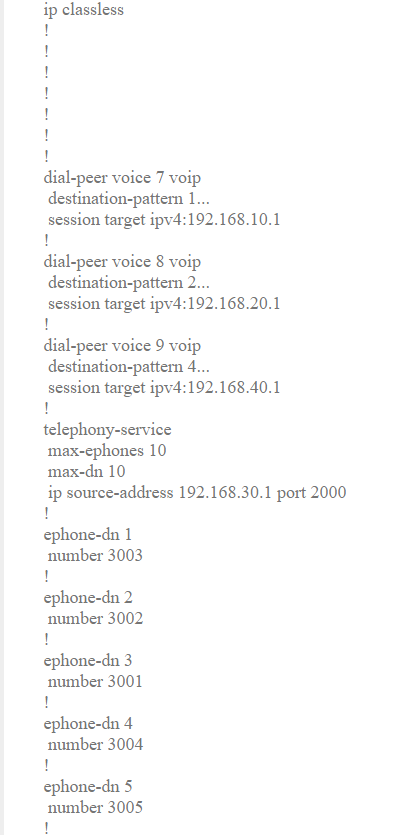 ip classless
!
!
!
!
!
!
!
dial-peer voice 7 voip
destination-pattern 1...
session target ipv4:192.168.10.1
!
dial-peer voice 8 voip
destination-pattern 2...
session target ipv4:192.168.20.1
!
dial-peer voice 9 voip
destination-pattern 4...
session target ipv4:192.168.40.1
!
telephony-service
max-ephones 10
max-dn 10
ip source-address 192.168.30.1 port 2000
!
ephone-dn 1
number 3003
!
ephone-dn 2
number 3002
!
ephone-dn 3
number 3001
!
ephone-dn 4
number 3004
!
ephone-dn 5
number 3005
!